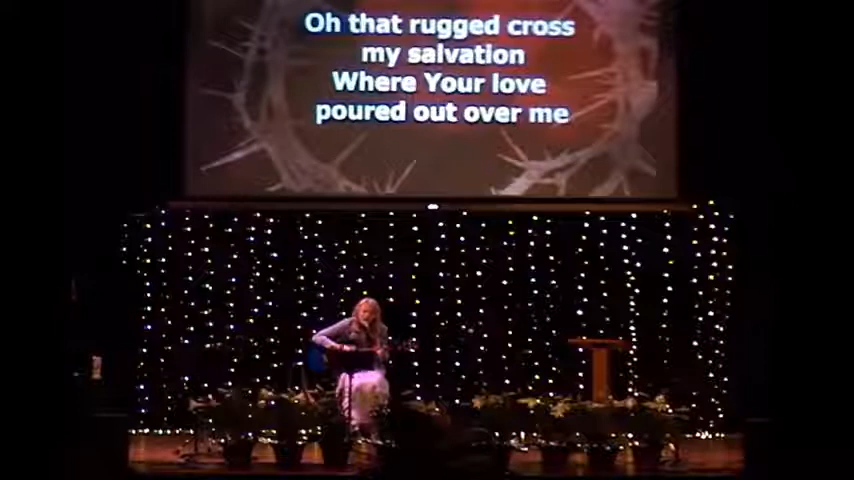 Oh that rugged cross
my salvation
Where Your love
poured out over me